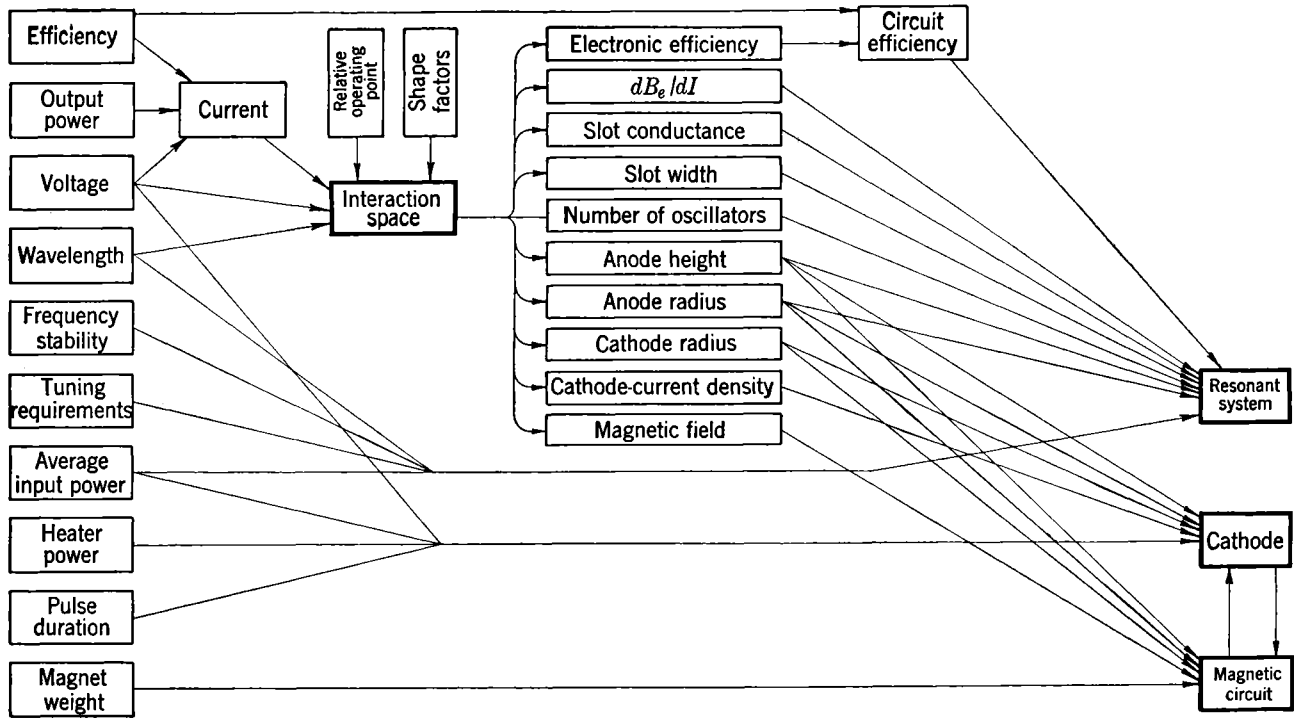 Efficiency
Output
power
Voltage
Wavelength
Frequency
stability
Tuning
requirements
Average
input power
Heater
power
Pulse
duration
Magnet
weight
Current
Relative
operating
point
Shape
factors
Interaction
space
Electronic efficiency
dBe/dI
Slot conductance
Slot width
Number of oscillators
Anode height
Anode radius
Cathode radius
Cathode-current density
Magnetic field
Circuit
efficiency
Resonant
system
Cathode
Magnetic
circuit